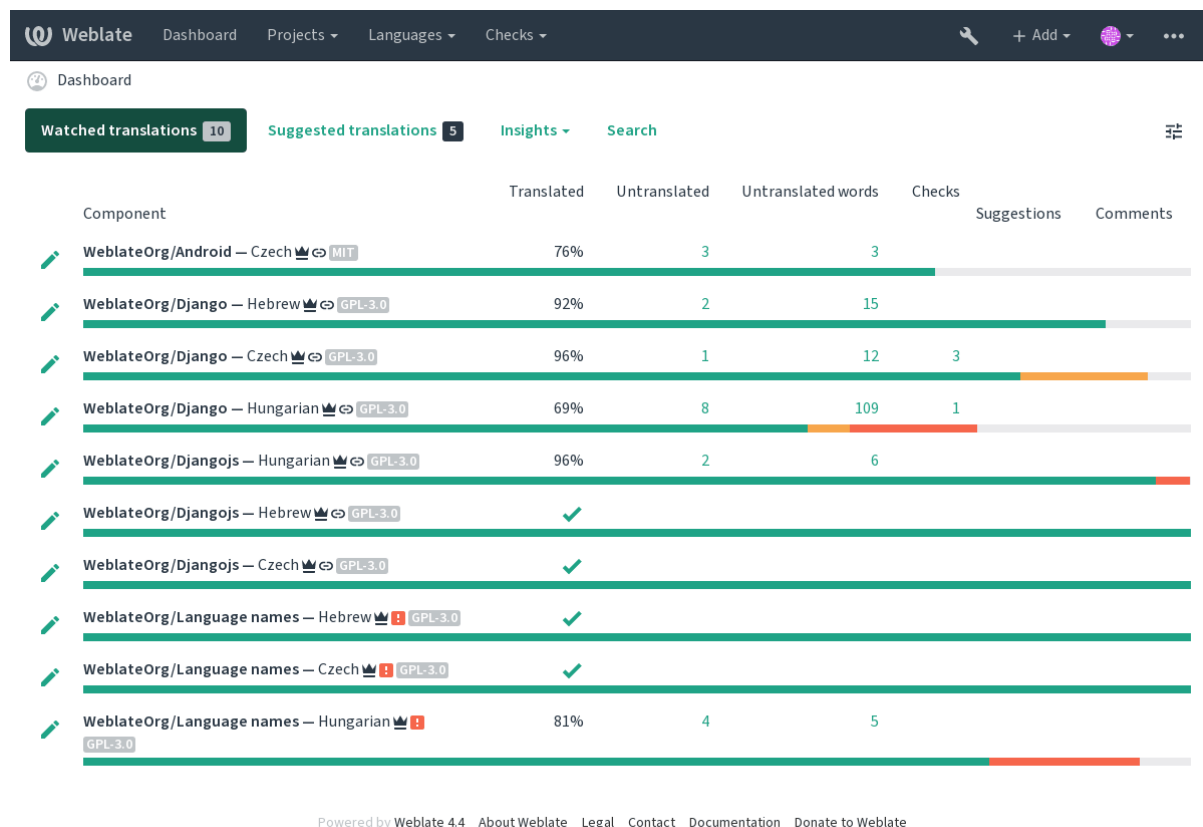 Weblate Dashboard Projects Languages Checks + Add
Dashboard
Watched translations 10 Suggested translations 5 Insights Search
Translated Untranslated Untranslated words Checks
Component Suggestions Comments
WeblateOrg/Android — Czech MIT 76% 3 3
WeblateOrg/Django — Hebrew GPL-3.0 92% 2 15
WeblateOrg/Django — Czech GPL-3.0 96% 1 12 3
WeblateOrg/Django — Hungarian GPL-3.0 69% 8 109 1
WeblateOrg/Djangojs — Hungarian GPL-3.0 96% 2 6
WeblateOrg/Djangojs — Hebrew GPL-3.0
WeblateOrg/Djangojs — Czech GPL-3.0
WeblateOrg/Language names — Hebrew GPL-3.0
WeblateOrg/Language names — Czech GPL-3.0
WeblateOrg/Language names — Hungarian 81% 4 5
GPL-3.0
Powered by Weblate 4.4 About Weblate Legal Contact Documentation Donate to Weblate